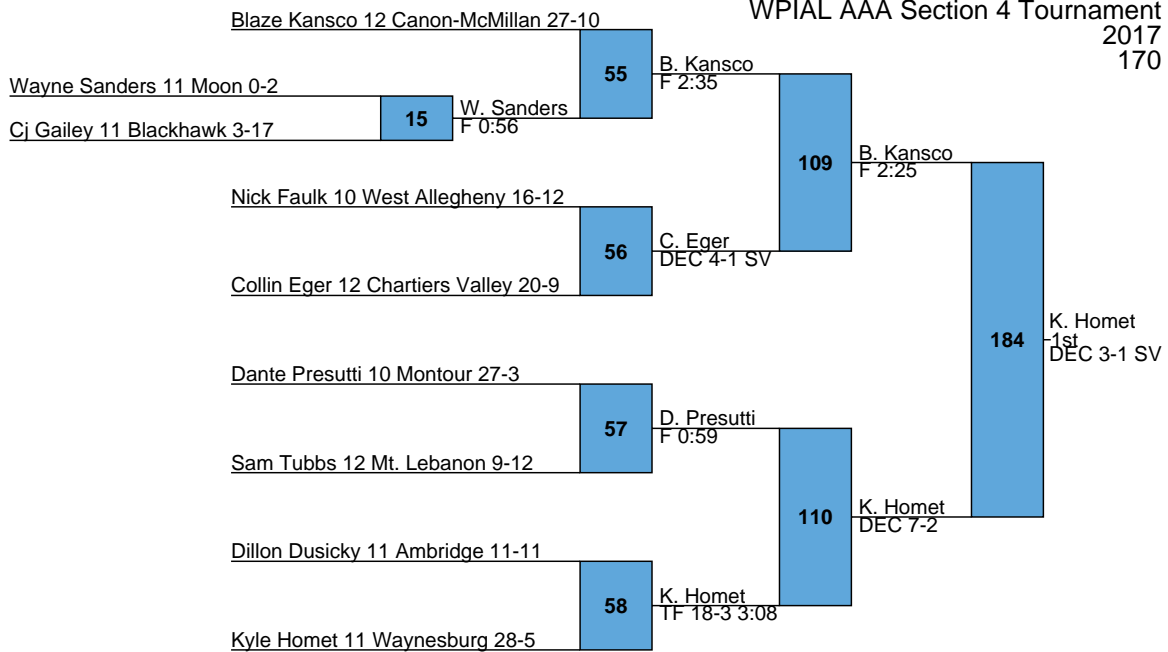 WPIAL AAA Section 4 Tournament
2017
170
Blaze Kansco 12 Canon-McMillan 27-10
55
B. Kansco
F 2:35
Wayne Sanders 11 Moon 0-2
15
W. Sanders
F 0:56
Cj Gailey 11 Blackhawk 3-17
109
B. Kansco
F 2:25
Nick Faulk 10 West Allegheny 16-12
56
C. Eger
DEC 4-1 SV
Collin Eger 12 Chartiers Valley 20-9
184
K. Homet
1st
DEC 3-1 SV
Dante Presutti 10 Montour 27-3
57
D. Presutti
F 0:59
Sam Tubbs 12 Mt. Lebanon 9-12
110
K. Homet
DEC 7-2
Dillon Dusicky 11 Ambridge 11-11
58
K. Homet
TF 18-3 3:08
Kyle Homet 11 Waynesburg 28-5